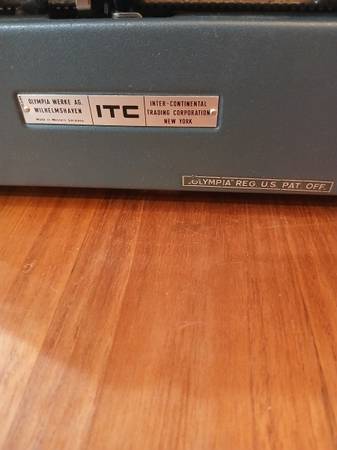 OLYMPIA WERKE AG.
WILHELMSHAVEN
Made in Western Germany
ITC
INTER-CONTINENTAL
TRADING CORPORATION
NEW YORK
„OLYMPIA” REG. U.S. PAT. OFF.